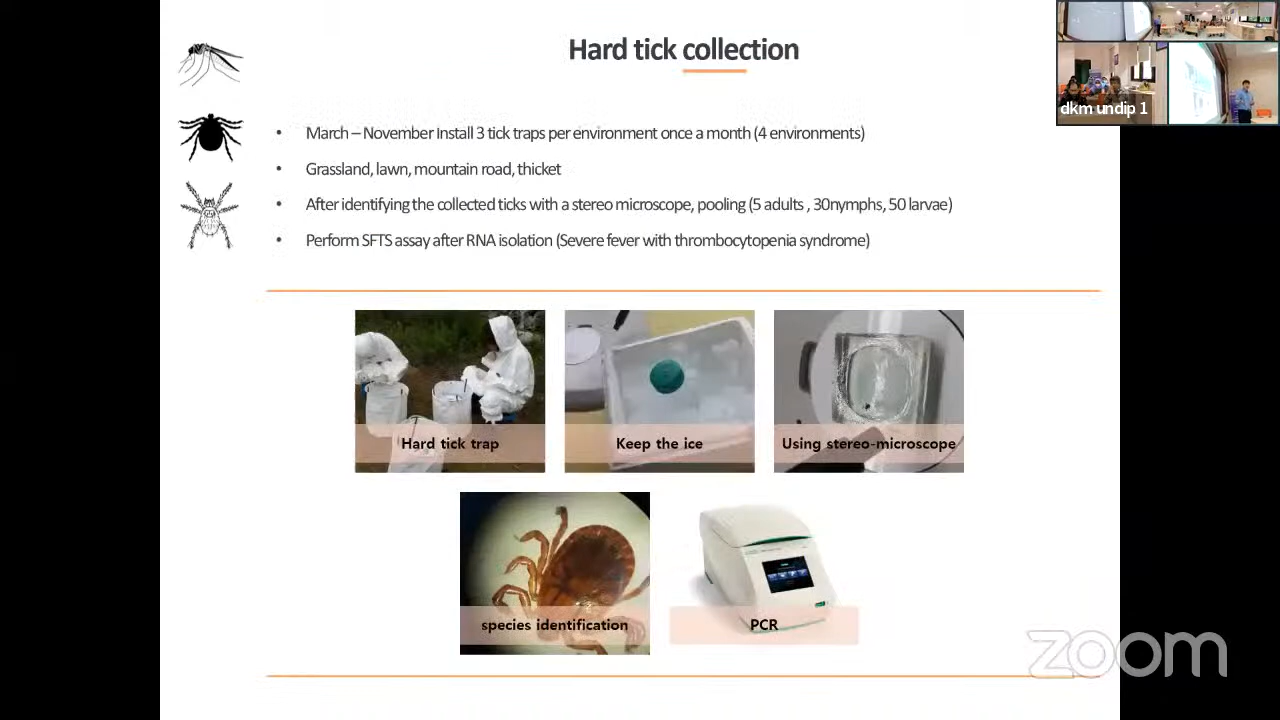 Hard tick collection
dkm undip 1
• March – November Install 3 tick traps per environment once a month (4 environments)
• Grassland, lawn, mountain road, thicket
• After identifying the collected ticks with a stereo microscope, pooling (5 adults , 30nymphs, 50 larvae)
• Perform SFTS assay after RNA isolation (Severe fever with thrombocytopenia syndrome)
Hard tick trap
Keep the ice
Using stereo-microscope
species identification
PCR
zoom